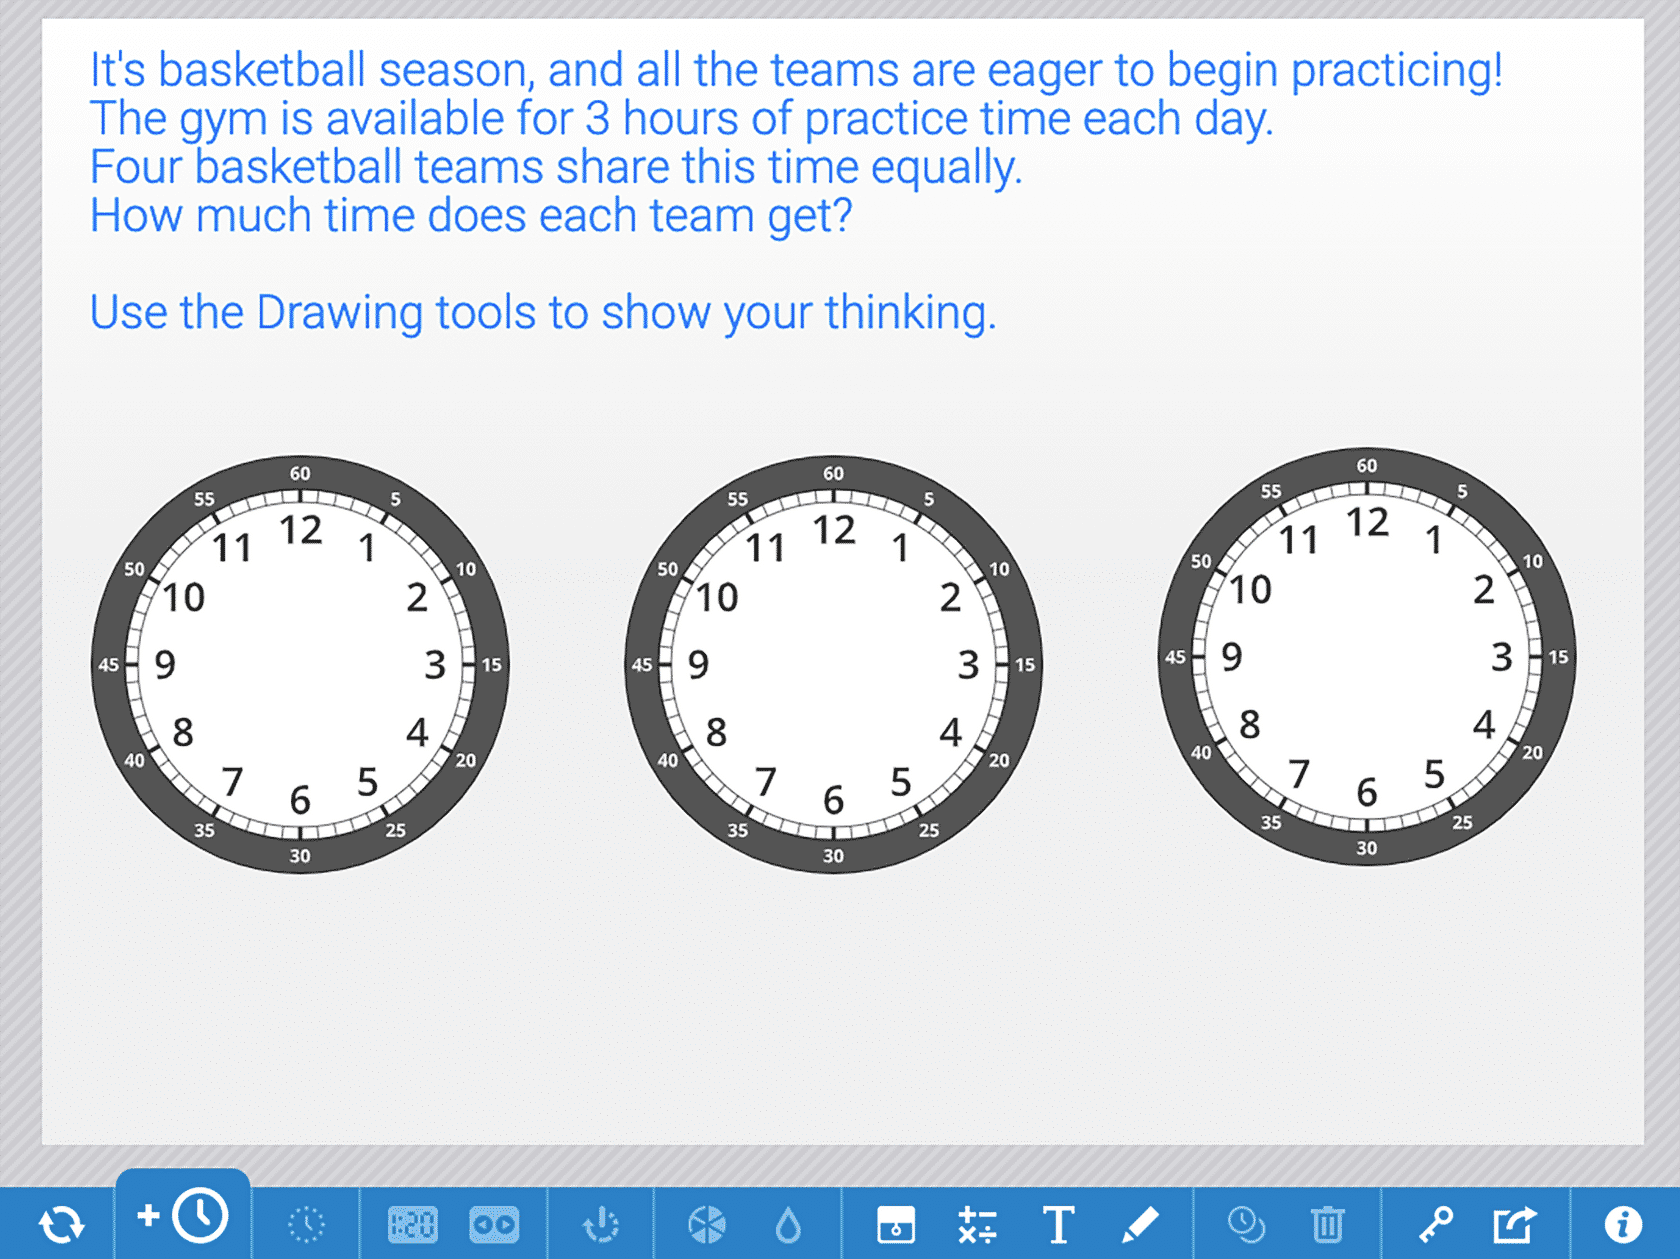 It's basketball season, and all the teams are eager to begin practicing!
The gym is available for 3 hours of practice time each day.
Four basketball teams share this time equally.
How much time does each team get?
Use the Drawing tools to show your thinking.
60 5 10 15 20 25 30 35 40 45 50 55
12 1 2 3 4 5 6 7 8 9 10 11
60 5 10 15 20 25 30 35 40 45 50 55
12 1 2 3 4 5 6 7 8 9 10 11
60 5 10 15 20 25 30 35 40 45 50 55
12 1 2 3 4 5 6 7 8 9 10 11
+ 1:20 +-×÷ T i